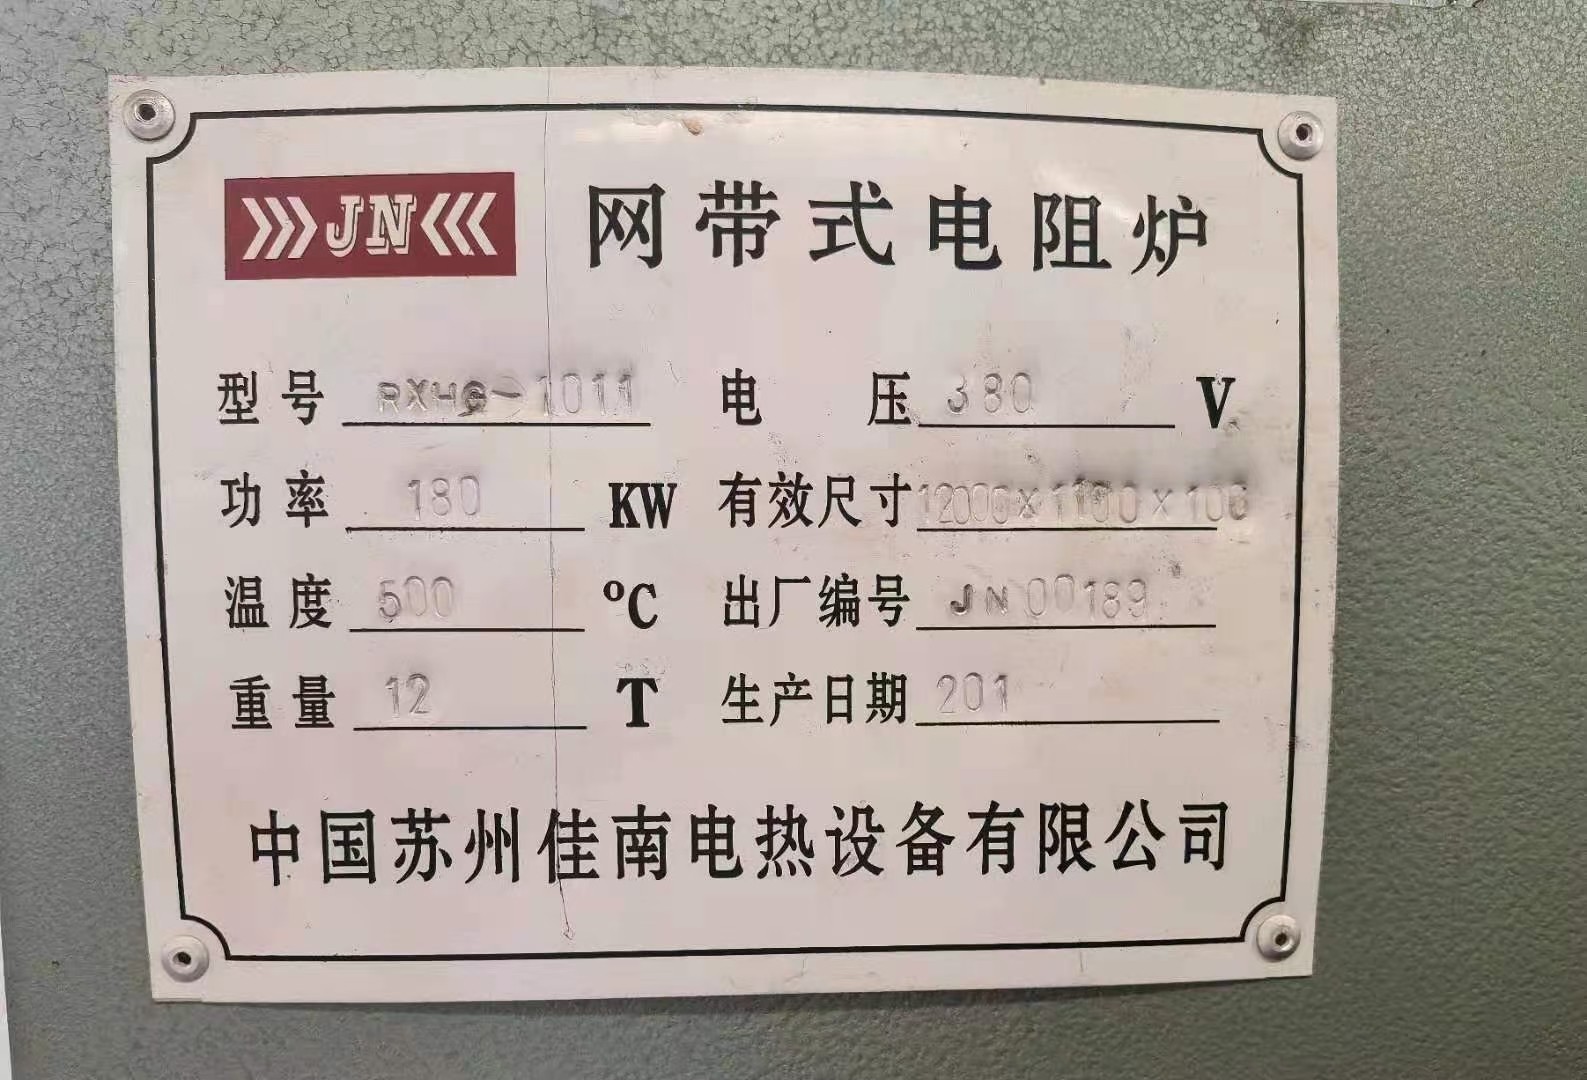 JN 网带式电阻炉
型号 RXHG-1011 电压 380 V
功率 180 KW 有效尺寸 12000×1100×100
温度 500 ℃ 出厂编号 JN00189
重量 12 T 生产日期 201
中国苏州佳南电热设备有限公司